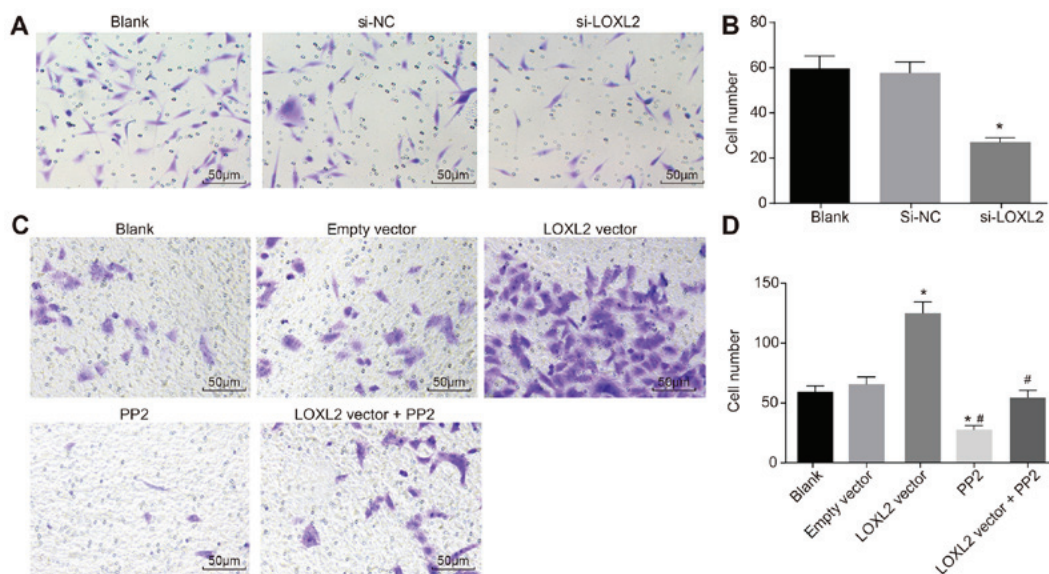 A
Blank
si-NC
si-LOXL2
50μm
50μm
50μm
B
Cell number
80
60
40
20
0
*
Blank
Si-NC
si-LOXL2
C
Blank
Empty vector
LOXL2 vector
50μm
50μm
50μm
PP2
LOXL2 vector + PP2
50μm
50μm
D
Cell number
150
100
50
0
*
* #
#
Blank
Empty vector
LOXL2 vector
PP2
LOXL2 vector + PP2